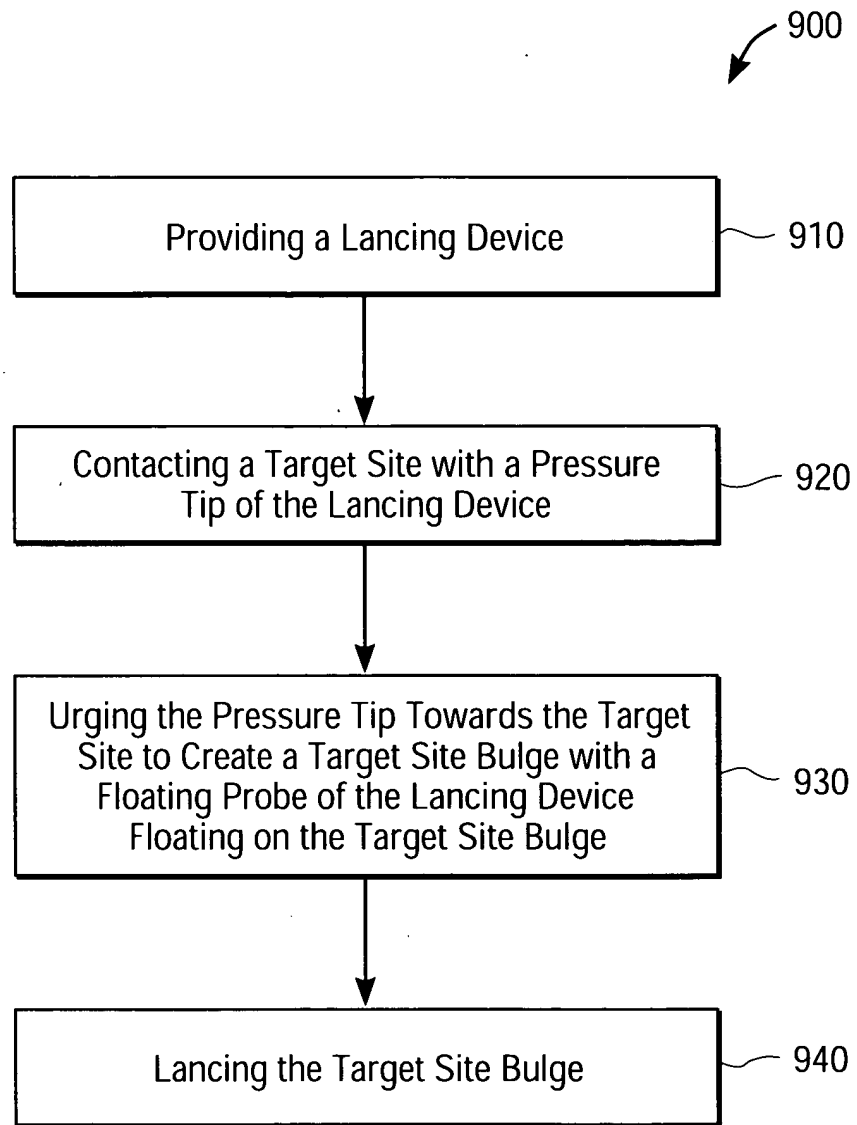 900
Providing a Lancing Device
910
Contacting a Target Site with a Pressure
Tip of the Lancing Device
920
Urging the Pressure Tip Towards the Target
Site to Create a Target Site Bulge with a
Floating Probe of the Lancing Device
Floating on the Target Site Bulge
930
Lancing the Target Site Bulge
940